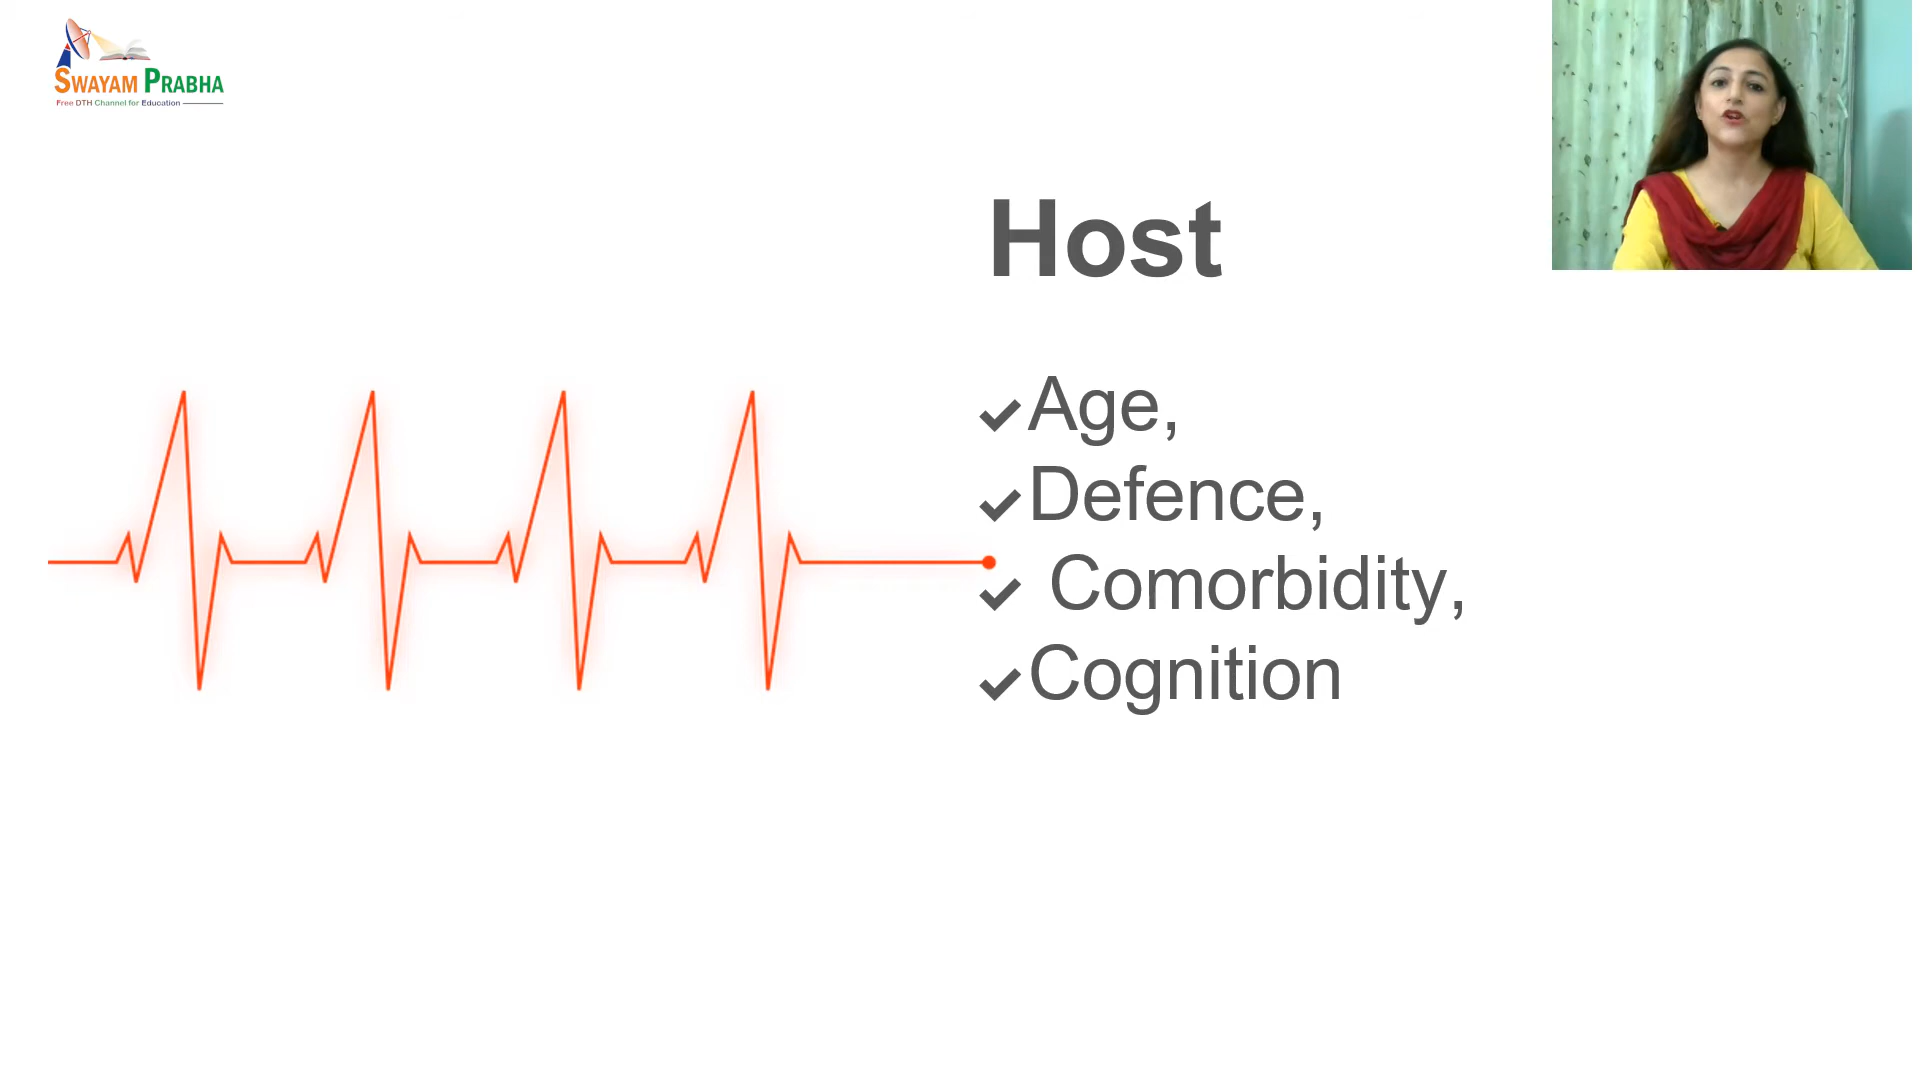 SWAYAM PRABHA
Free DTH Channel for Education
Host
Age,
Defence,
Comorbidity,
Cognition